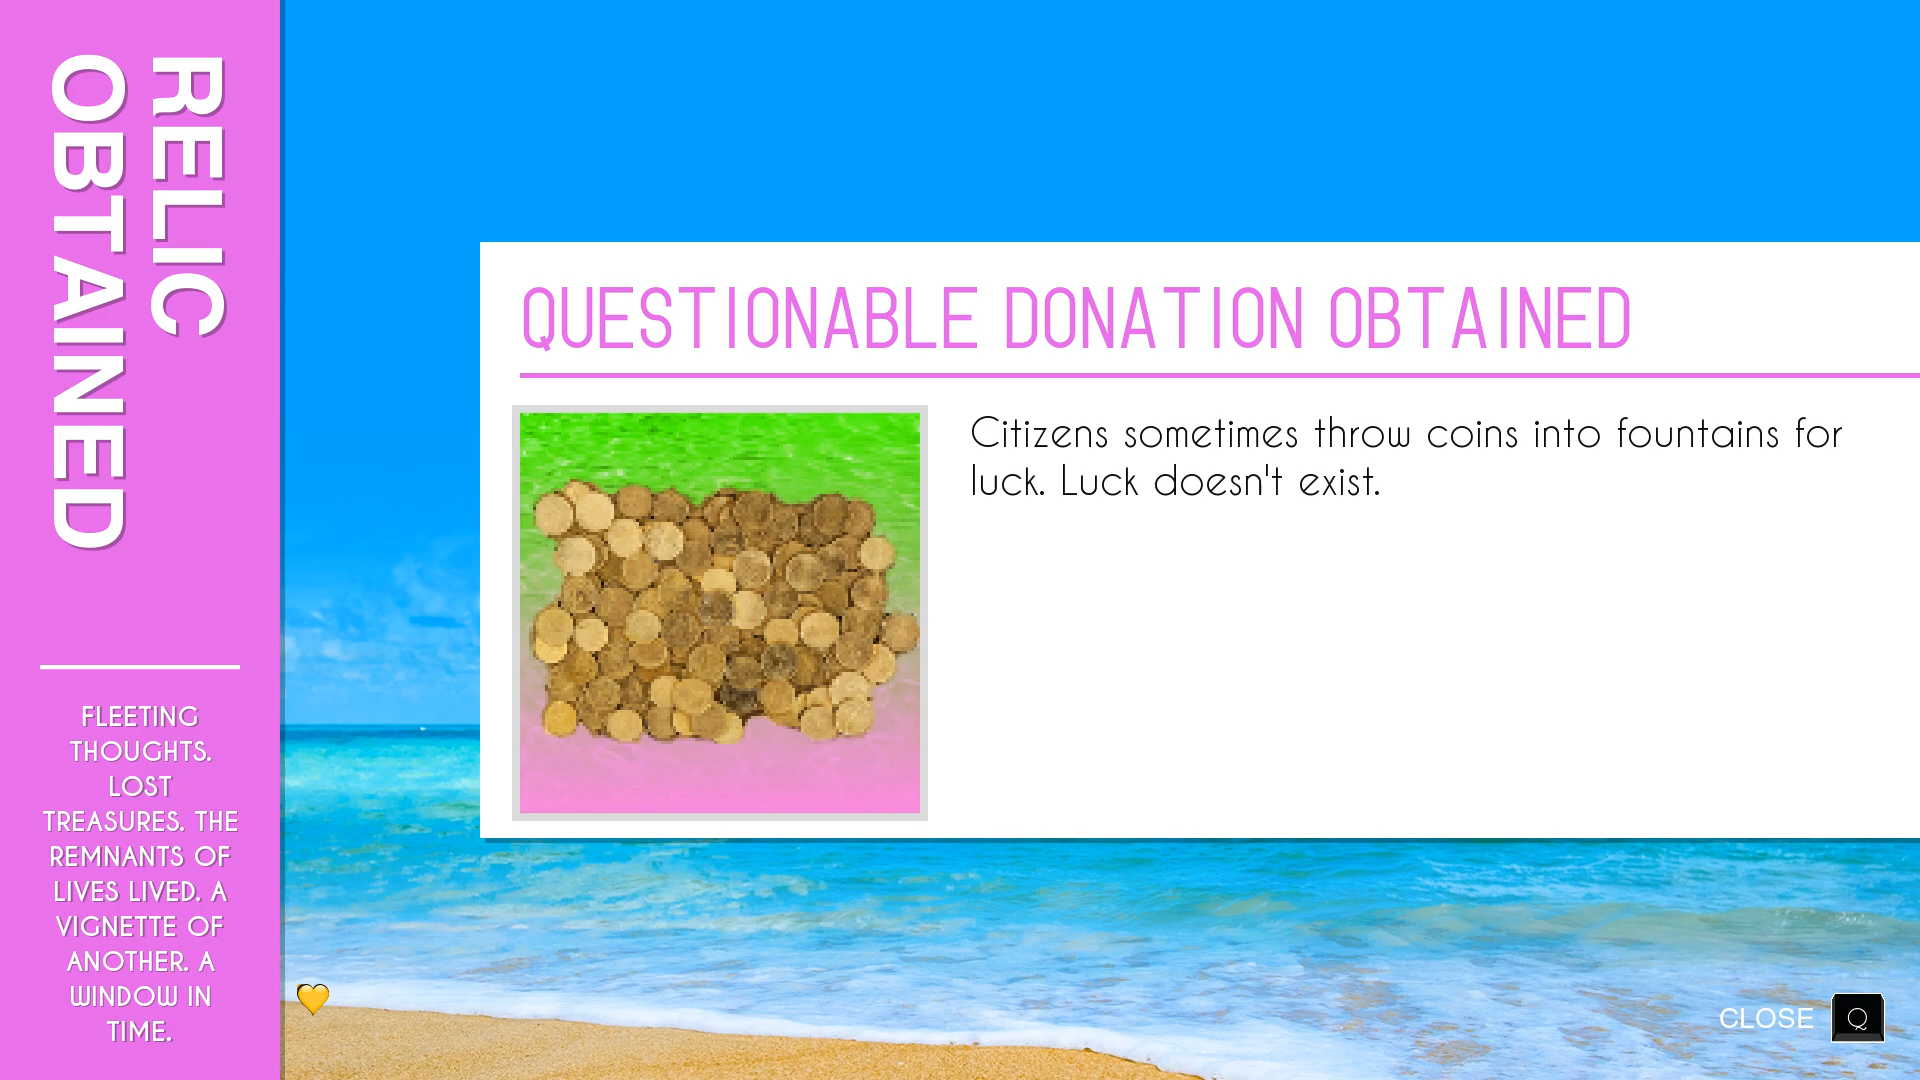 RELIC
OBTAINED
FLEETING
THOUGHTS.
LOST
TREASURES. THE
REMNANTS OF
LIVES LIVED. A
VIGNETTE OF
ANOTHER. A
WINDOW IN
TIME.
QUESTIONABLE DONATION OBTAINED
Citizens sometimes throw coins into fountains for
luck. Luck doesn't exist.
CLOSE Q